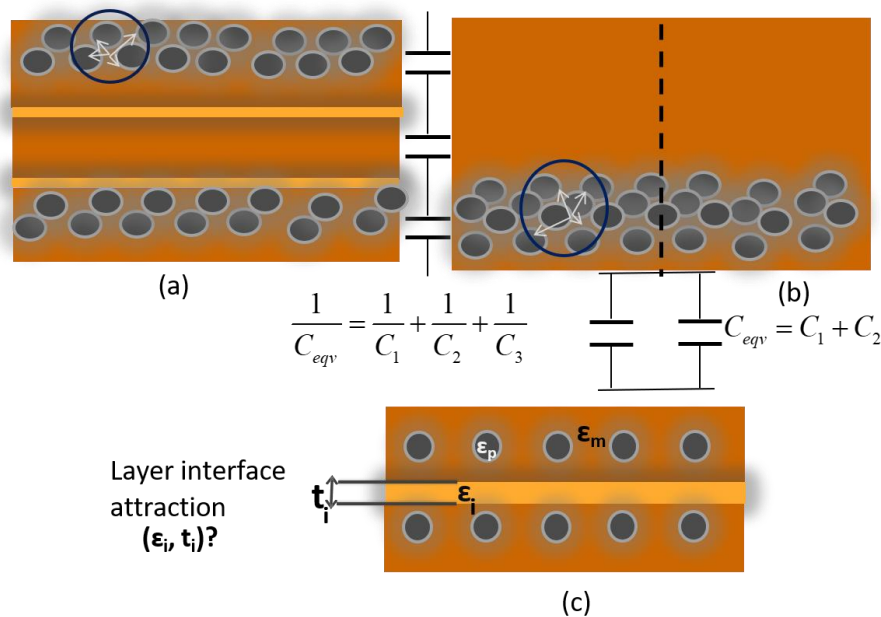 (a)
(b)
1/C_eqv = 1/C_1 + 1/C_2 + 1/C_3
C_eqv = C_1 + C_2
ε_p
ε_m
Layer interface
attraction
(ε_i, t_i)?
t_i
ε_i
(c)